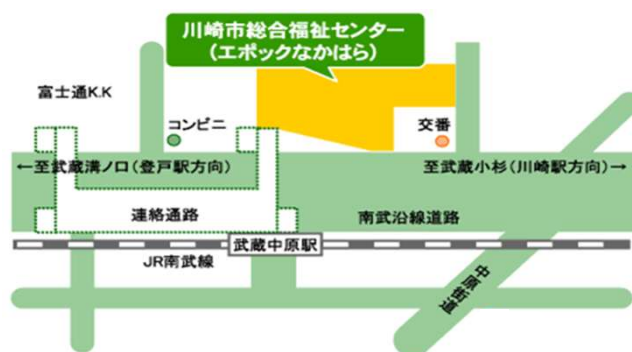 川崎市総合福祉センター
（エポックなかはら）
富士通K.K
コンビニ
交番
←至武蔵溝ノ口（登戸駅方向）
至武蔵小杉（川崎駅方向）→
連絡通路
南武沿線道路
武蔵中原駅
JR南武線
中原街道